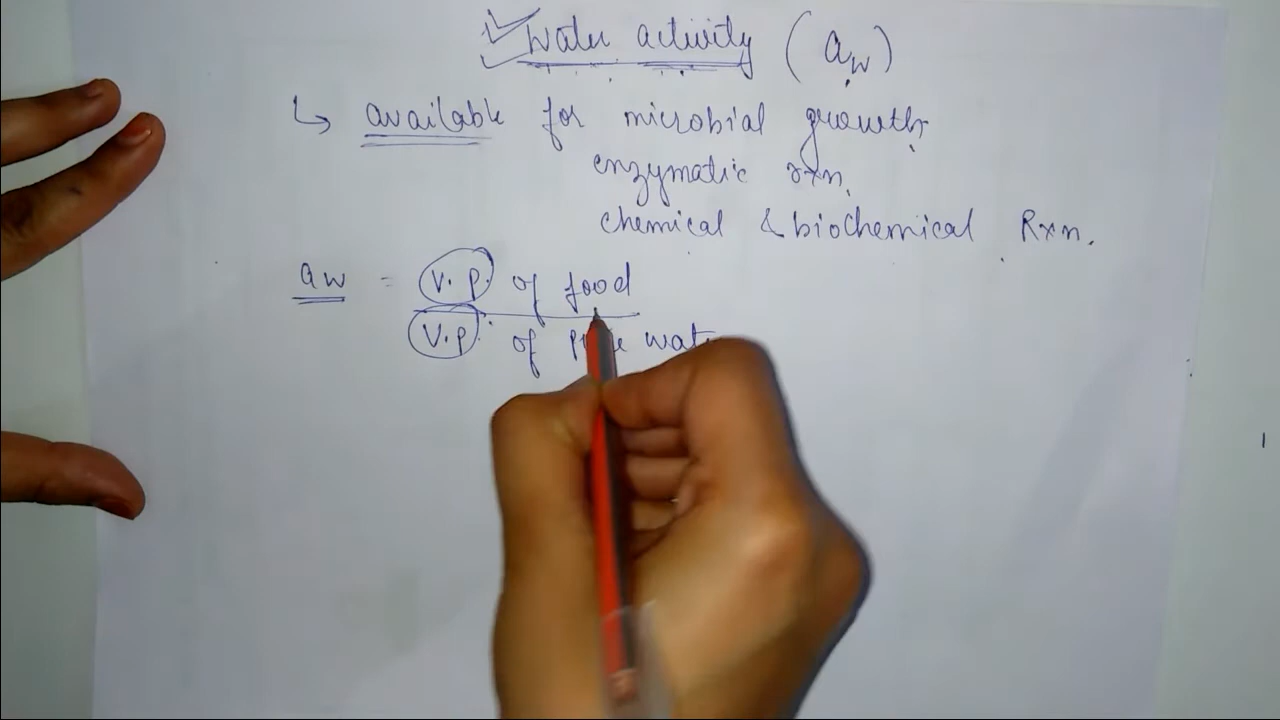 Water activity (aw)
↳ available for microbial growth
enzymatic rxn.
chemical & biochemical Rxn.
aw = V.P. of food
V.P. of